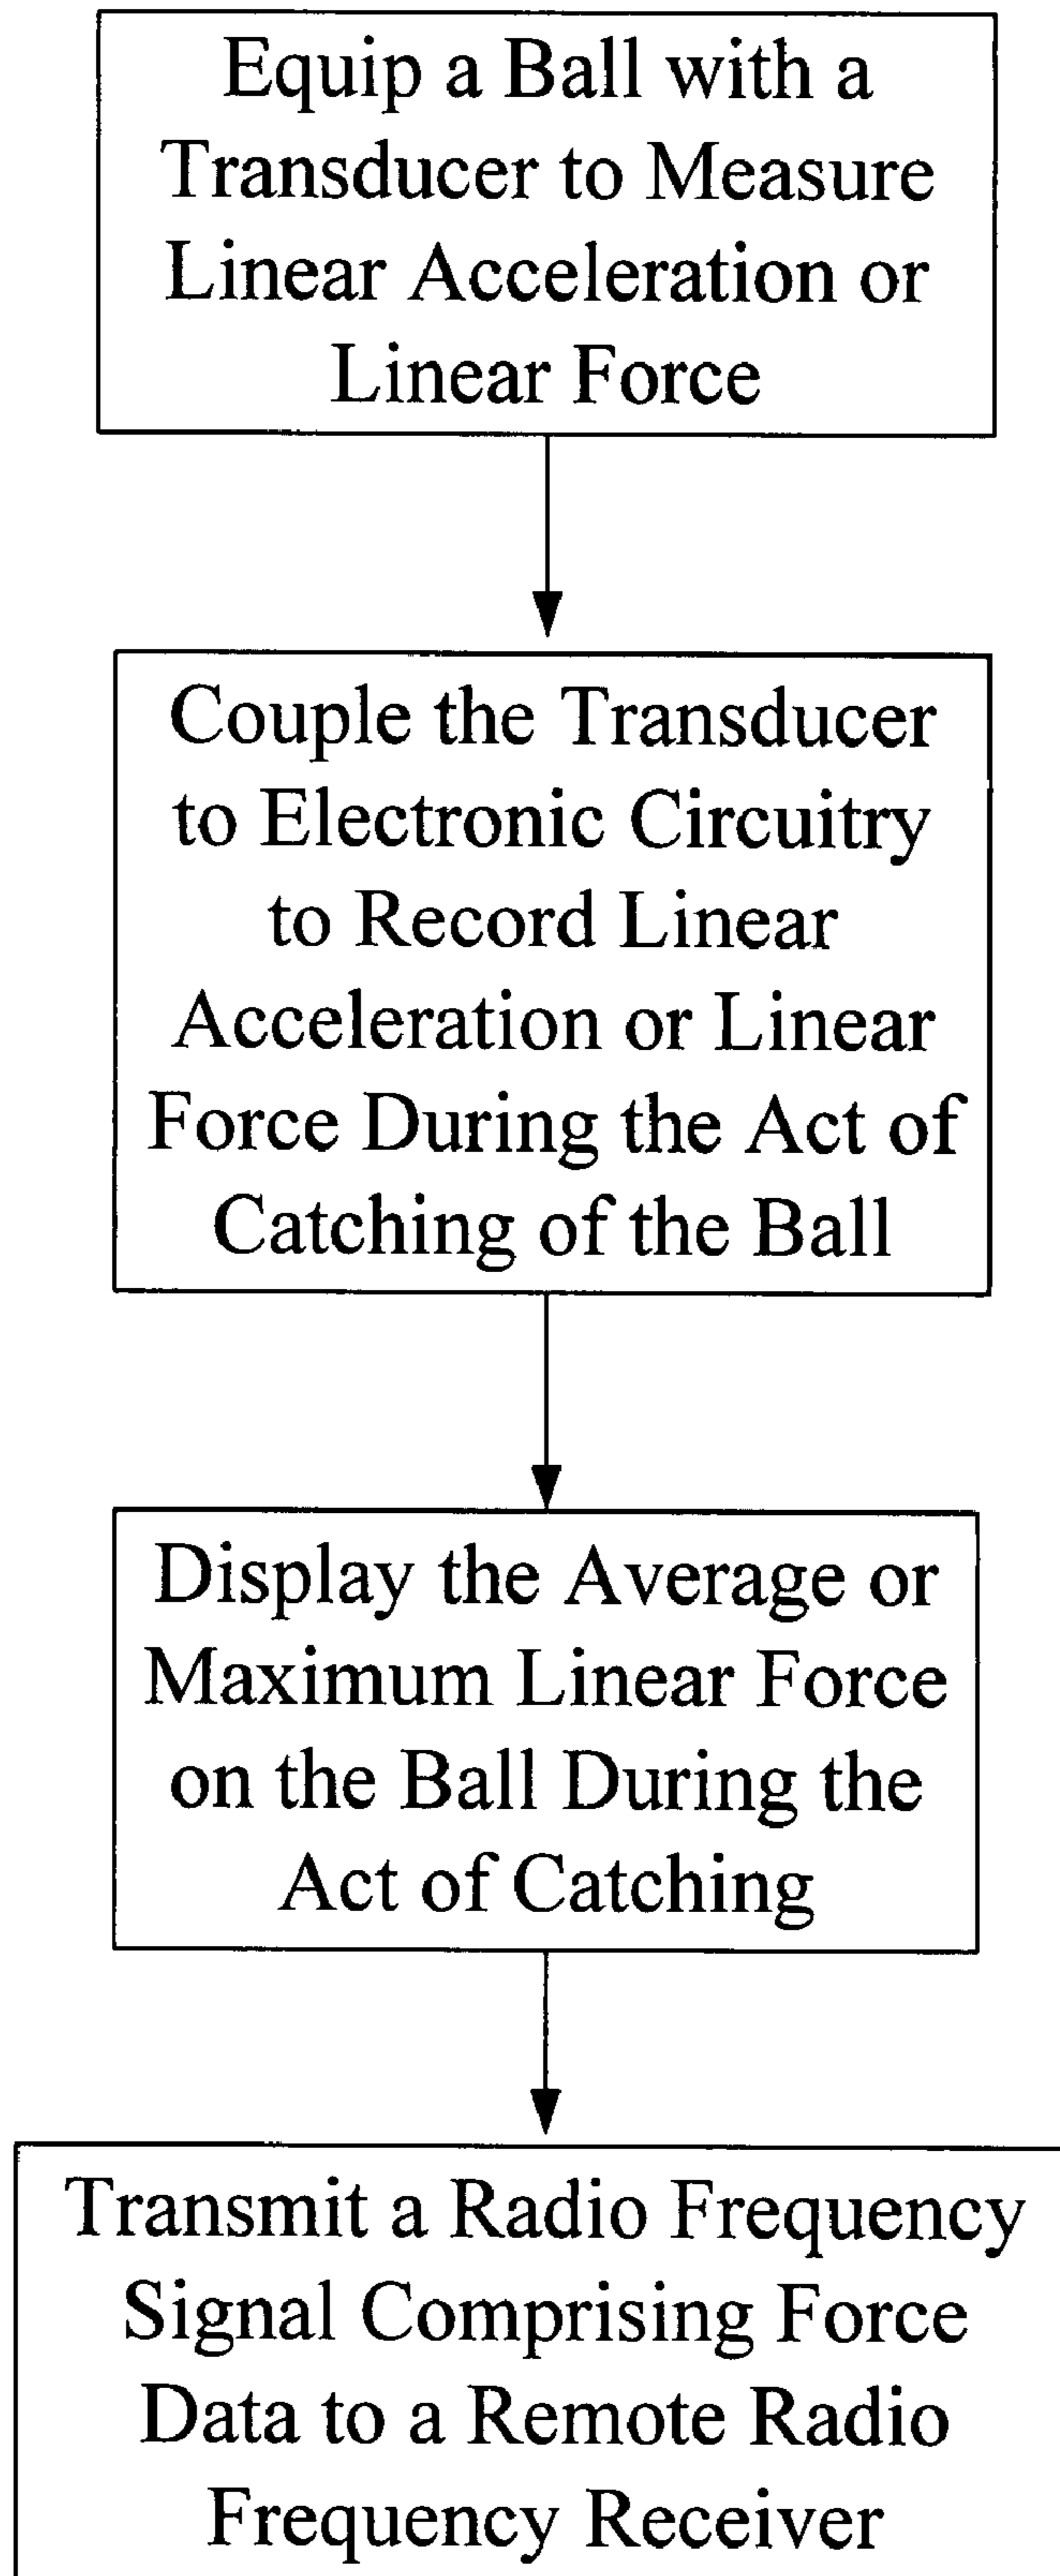 Equip a Ball with a
Transducer to Measure
Linear Acceleration or
Linear Force
Couple the Transducer
to Electronic Circuitry
to Record Linear
Acceleration or Linear
Force During the Act of
Catching of the Ball
Display the Average or
Maximum Linear Force
on the Ball During the
Act of Catching
Transmit a Radio Frequency
Signal Comprising Force
Data to a Remote Radio
Frequency Receiver